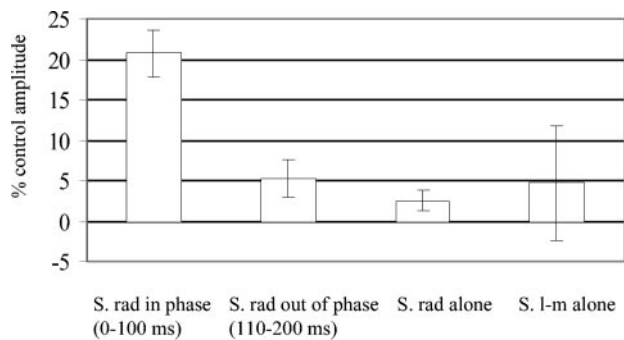 25
20
15
10
5
0
-5
% control amplitude
S. rad in phase
(0-100 ms)
S. rad out of phase
(110-200 ms)
S. rad alone
S. l-m alone